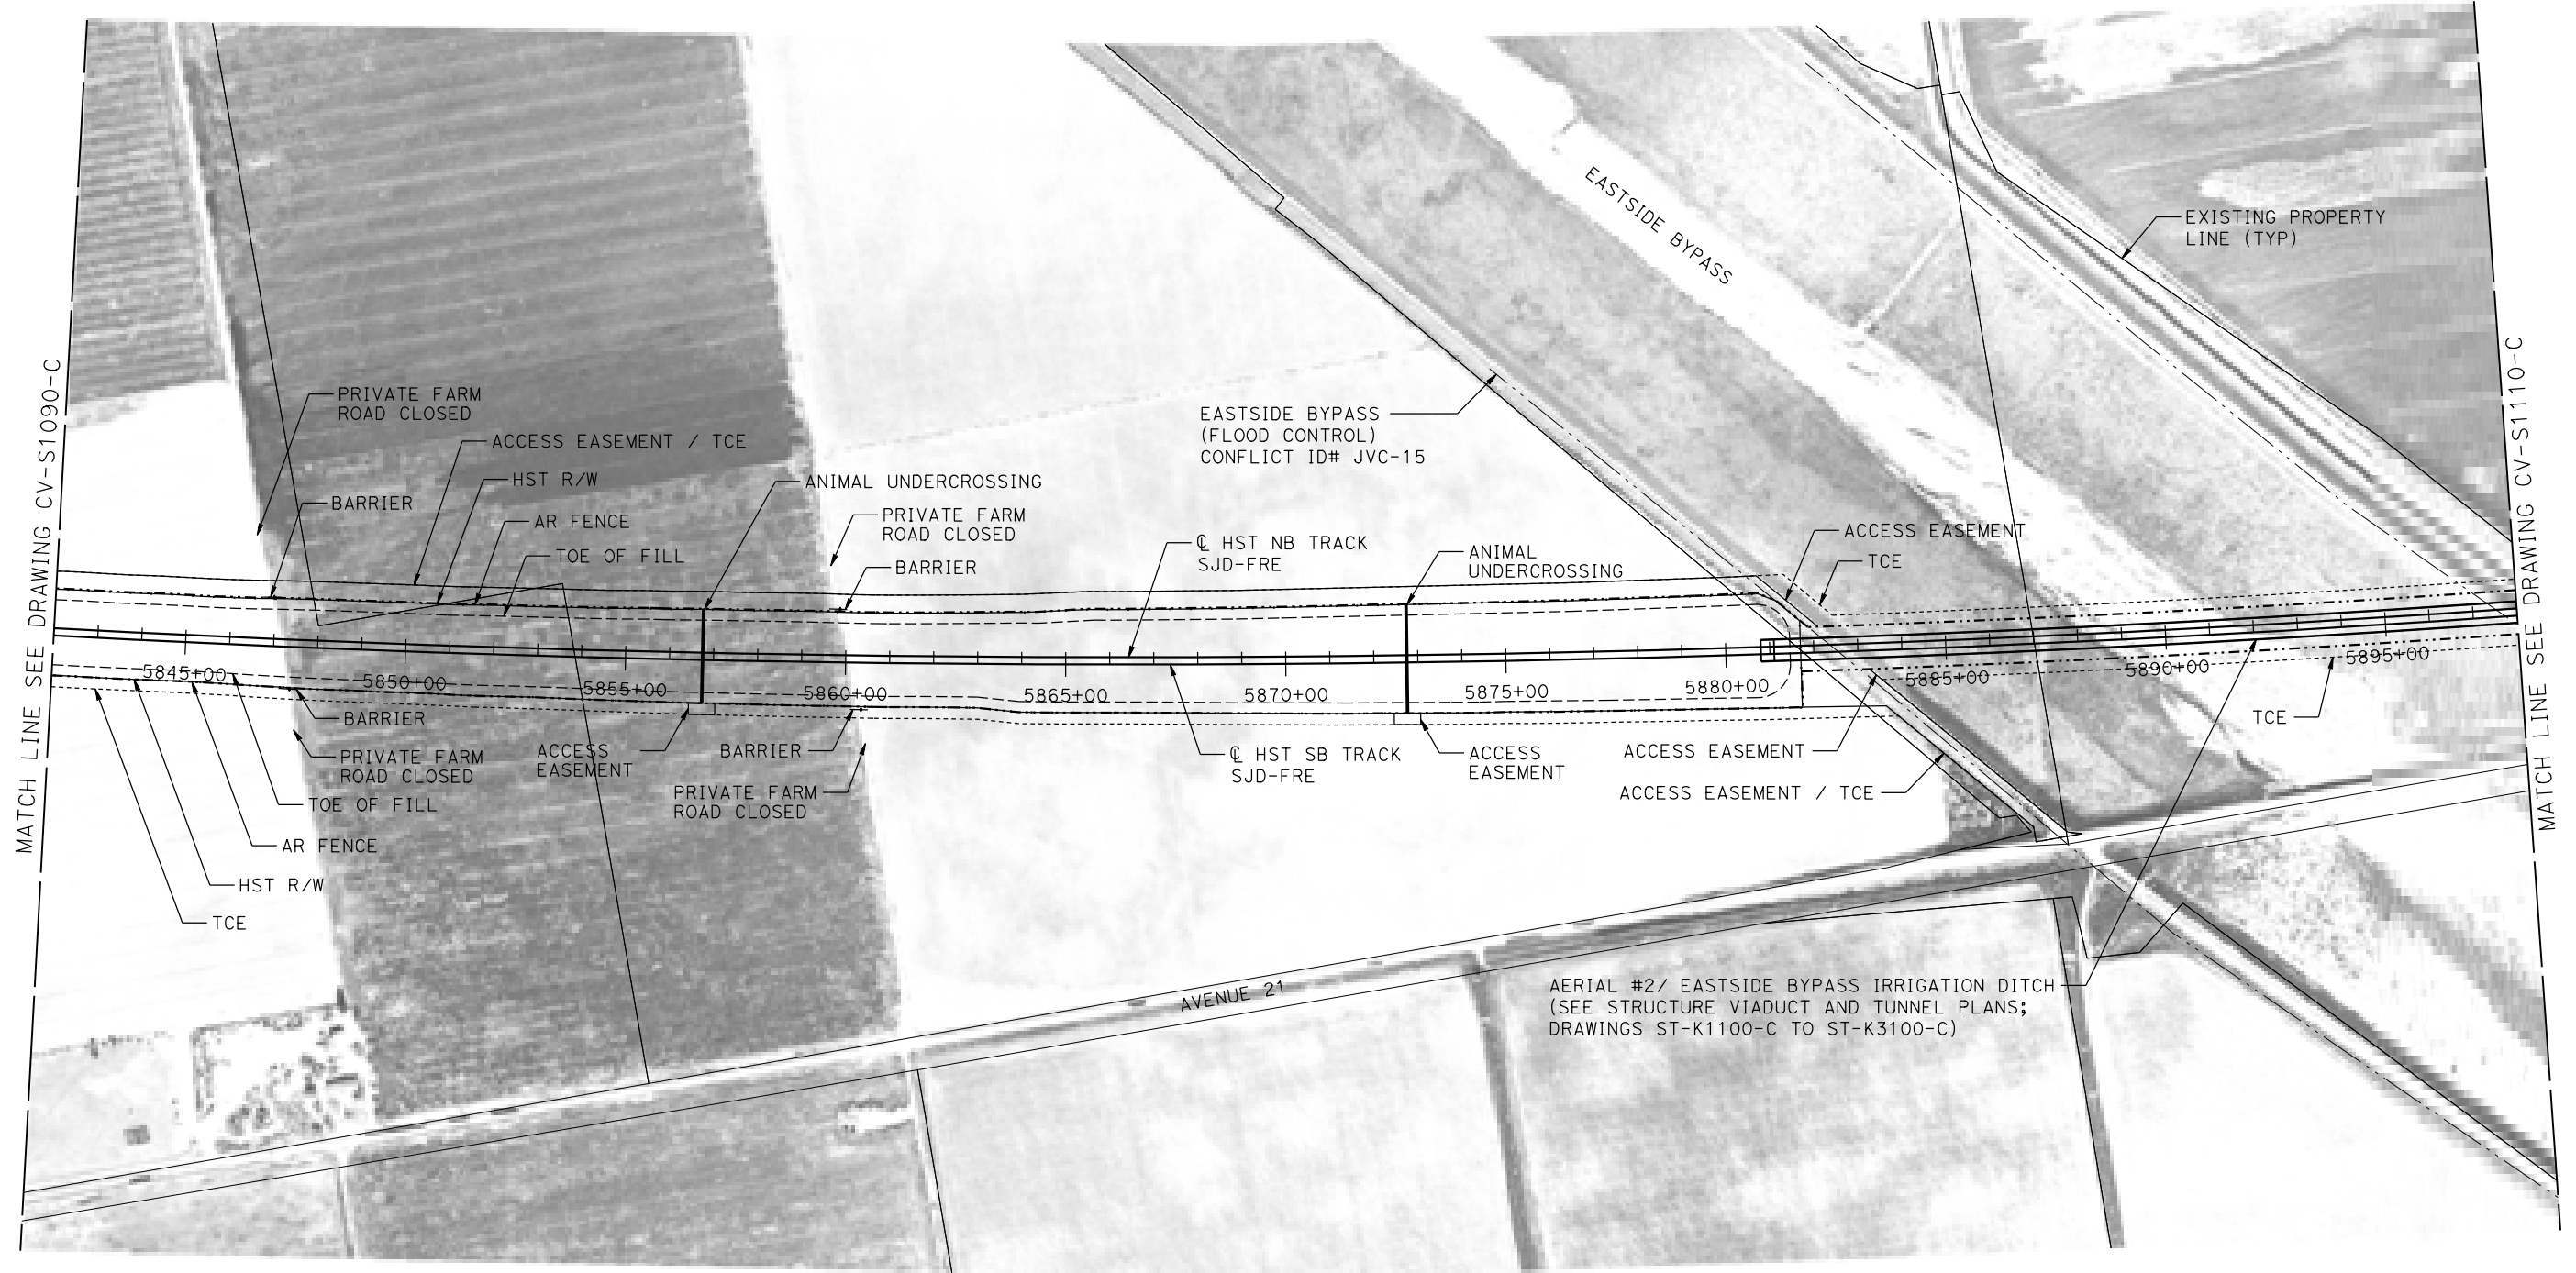 MATCH LINE SEE DRAWING CV-S1090-C
EASTSIDE BYPASS
EXISTING PROPERTY
LINE (TYP)
MATCH LINE SEE DRAWING CV-S1110-C
PRIVATE FARM
ROAD CLOSED
ACCESS EASEMENT / TCE
HST R/W
BARRIER
AR FENCE
TOE OF FILL
ANIMAL UNDERCROSSING
PRIVATE FARM
ROAD CLOSED
BARRIER
EASTSIDE BYPASS
(FLOOD CONTROL)
CONFLICT ID# JVC-15
℄ HST NB TRACK
SJD-FRE
ANIMAL
UNDERCROSSING
ACCESS EASEMENT
TCE
5845+00
5850+00
5855+00
5860+00
5865+00
5870+00
5875+00
5880+00
5885+00
5890+00
5895+00
BARRIER
PRIVATE FARM
ROAD CLOSED
TOE OF FILL
AR FENCE
HST R/W
TCE
ACCESS
EASEMENT
BARRIER
PRIVATE FARM
ROAD CLOSED
℄ HST SB TRACK
SJD-FRE
ACCESS
EASEMENT
ACCESS EASEMENT
ACCESS EASEMENT / TCE
TCE
AVENUE 21
AERIAL #2/ EASTSIDE BYPASS IRRIGATION DITCH
(SEE STRUCTURE VIADUCT AND TUNNEL PLANS;
DRAWINGS ST-K1100-C TO ST-K3100-C)